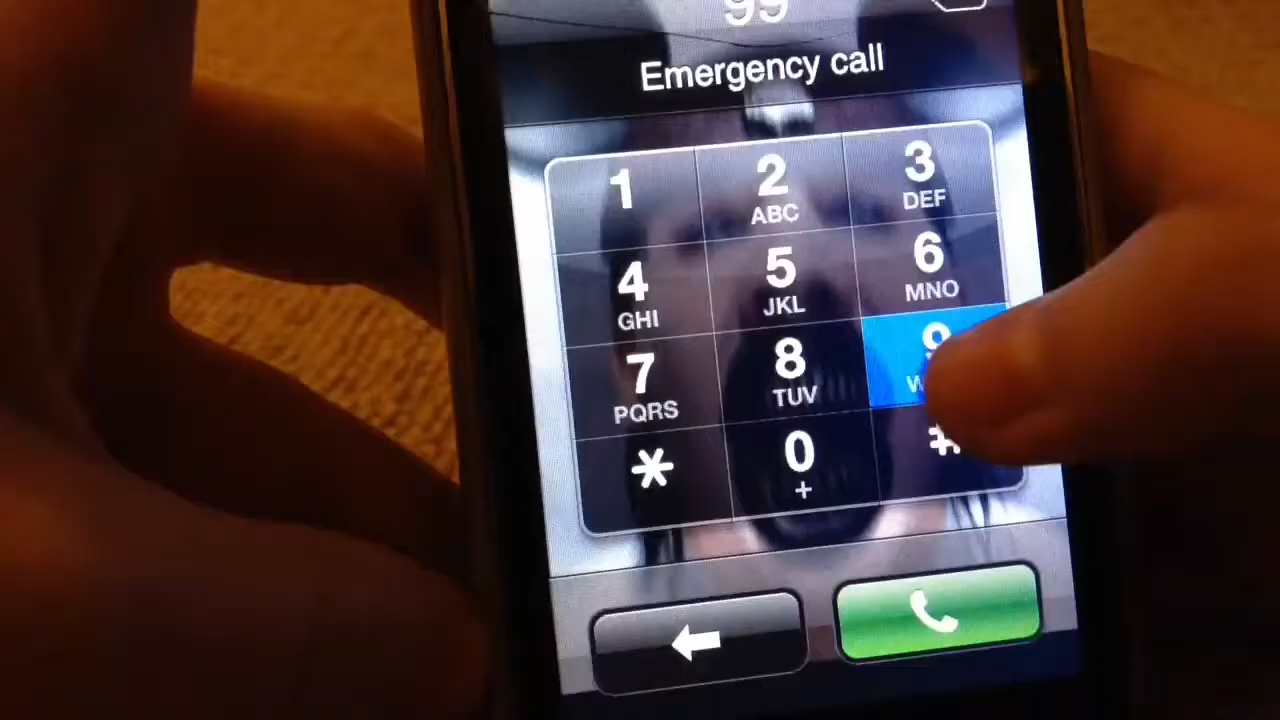 99
Emergency call
1 2 3
ABC DEF
4 5 6
GHI JKL MNO
7 8 9
PQRS TUV W
* 0 #
+